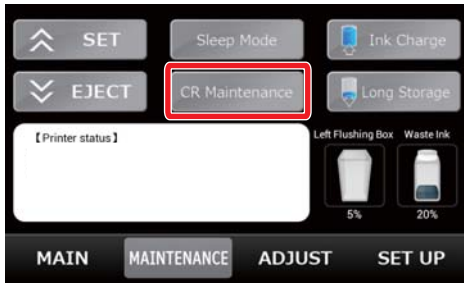 SET
Sleep Mode
Ink Charge
EJECT
CR Maintenance
Long Storage
【Printer status】
Left Flushing Box
Waste Ink
5%
20%
MAIN
MAINTENANCE
ADJUST
SET UP